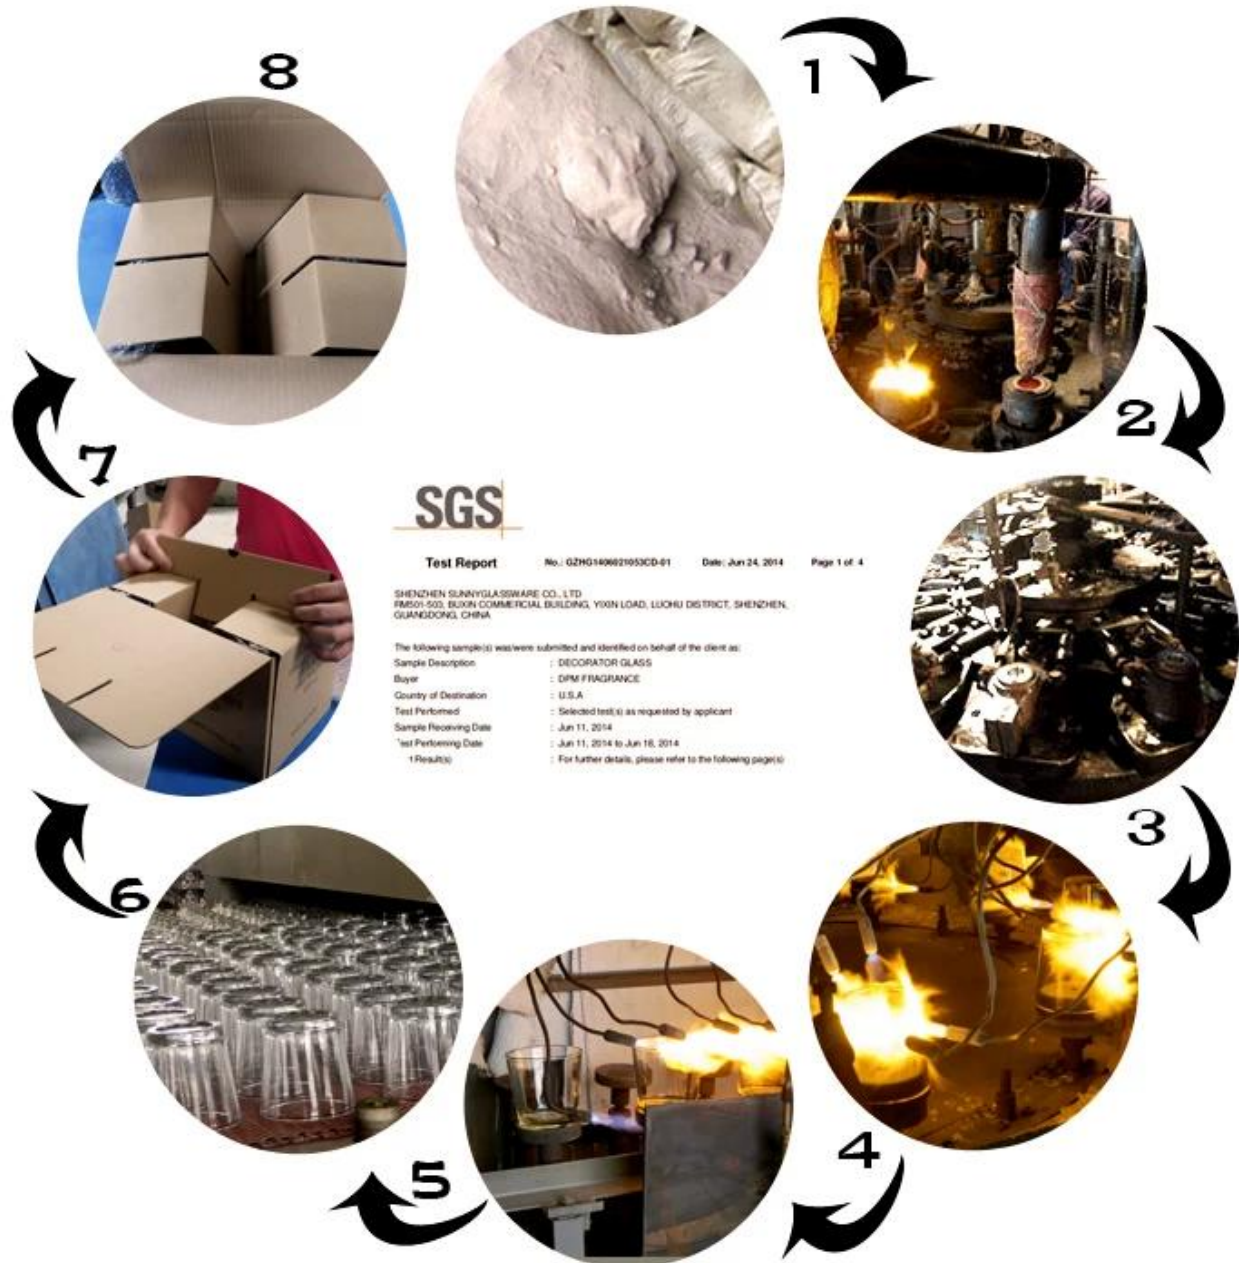 8
1
2
7
SGS
Test Report No.: GZHG1406021053CD-01 Date: Jun 24, 2014 Page 1 of 4
SHENZHEN SUNNYGLASSWARE CO., LTD
RM501-503, BUXIN COMMERCIAL BUILDING, YIXIN LOAD, LUOHU DISTRICT, SHENZHEN,
GUANGDONG, CHINA
The following sample(s) was/were submitted and identified on behalf of the client as:
Sample Description : DECORATOR GLASS
Buyer : DPM FRAGRANCE
Country of Destination : U.S.A
Test Performed : Selected test(s) as requested by applicant
Sample Receiving Date : Jun 11, 2014
Test Performing Date : Jun 11, 2014 to Jun 18, 2014
Result(s) : For further details, please refer to the following page(s)
3
6
4
5